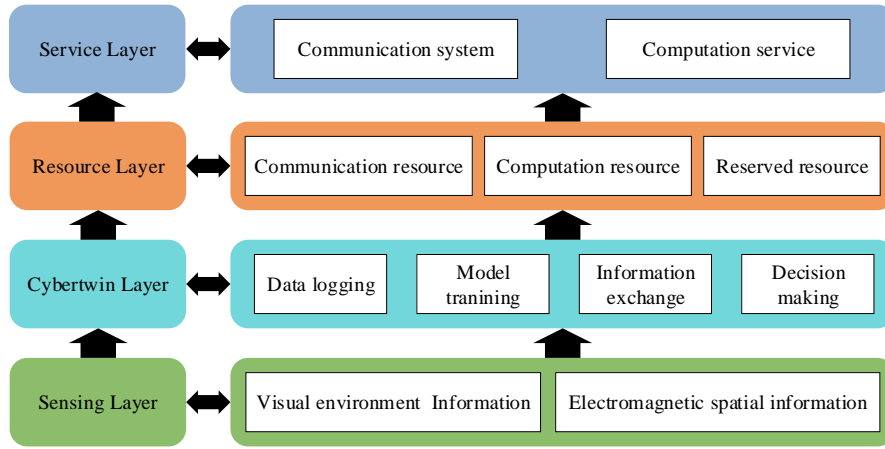 Service Layer
Communication system
Computation service
Resource Layer
Communication resource
Computation resource
Reserved resource
Cybertwin Layer
Data logging
Model
tranining
Information
exchange
Decision
making
Sensing Layer
Visual environment  Information
Electromagnetic spatial information